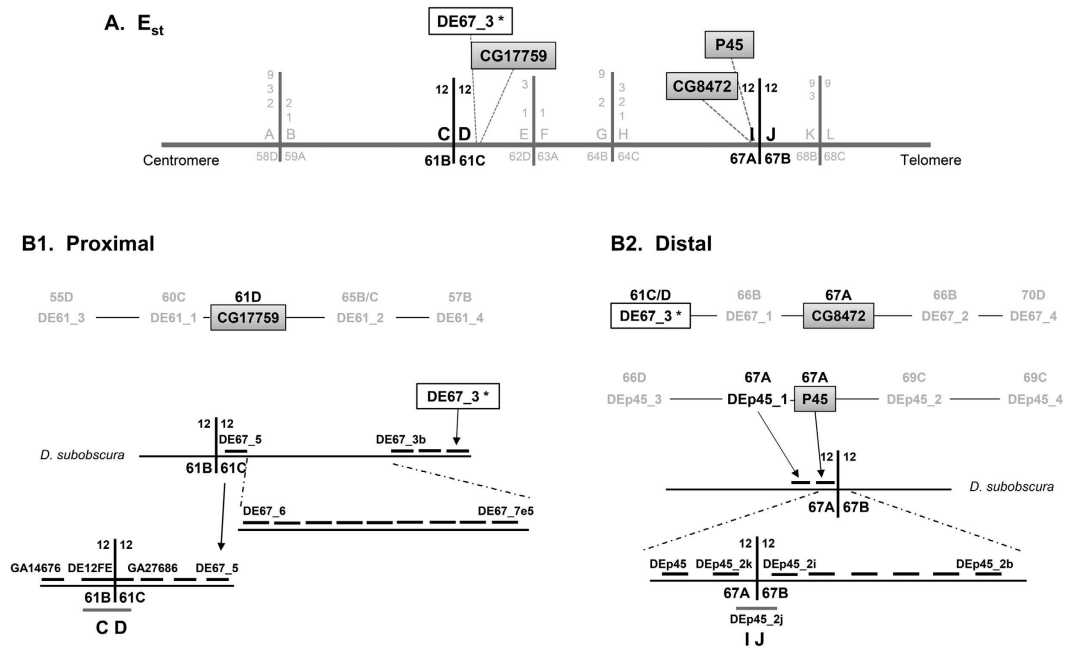 A. E_st
DE67_3 *
CG17759
P45
CG8472
9
3
2 2
1
12 12
3
1 1
9
3
2 2
1
12 12
9 9
3
A B
C D
E F
G H
I J
K L
Centromere
58D 59A
61B 61C
62D 63A
64B 64C
67A 67B
68B 68C
Telomere
B1. Proximal
55D 60C 61D 65B/C 57B
DE61_3 DE61_1 CG17759 DE61_2 DE61_4
DE67_3 *
12 12
DE67_5 DE67_3b
D. subobscura
61B 61C
DE67_6 DE67_7e5
12 12
GA14676 DE12FE GA27686 DE67_5
61B 61C
C D
B2. Distal
61C/D 66B 67A 66B 70D
DE67_3 * DE67_1 CG8472 DE67_2 DE67_4
66D 67A 67A 69C 69C
DEp45_3 DEp45_1 P45 DEp45_2 DEp45_4
12 12
D. subobscura
67A 67B
12 12
DEp45 DEp45_2k DEp45_2i DEp45_2b
67A 67B
DEp45_2j
I J